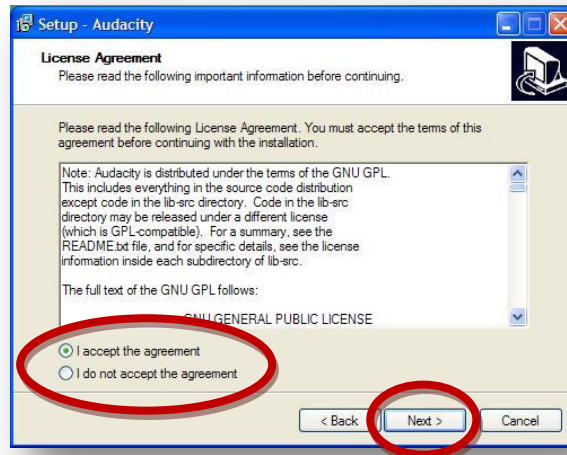 Setup - Audacity
License Agreement
Please read the following important information before continuing.
Please read the following License Agreement. You must accept the terms of this
agreement before continuing with the installation.
Note: Audacity is distributed under the terms of the GNU GPL.
This includes everything in the source code distribution
except code in the lib-src directory. Code in the lib-src
directory may be released under a different license
(which is GPL-compatible). For a summary, see the
README.txt file, and for specific details, see the license
information inside each subdirectory of lib-src.
The full text of the GNU GPL follows:
GNU GENERAL PUBLIC LICENSE
I accept the agreement
I do not accept the agreement
< Back
Next >
Cancel